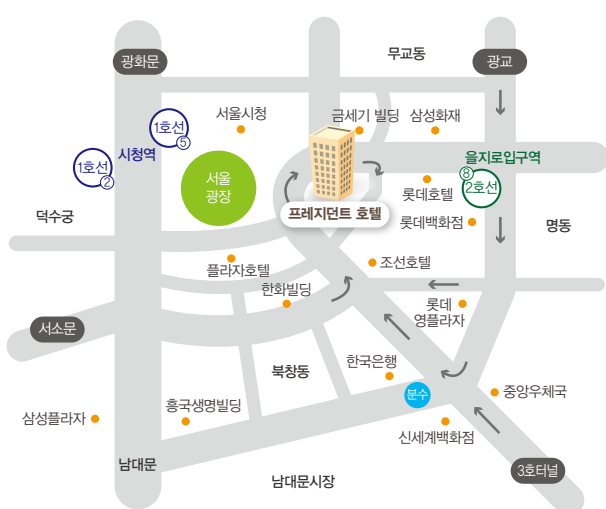 무교동
광화문
광교
서울시청
금세기 빌딩
삼성화재
1호선
⑤
시청역
을지로입구역
1호선
②
서울
광장
⑧
2호선
롯데호텔
프레지던트 호텔
덕수궁
롯데백화점
명동
플라자호텔
조선호텔
한화빌딩
롯데
영플라자
서소문
한국은행
북창동
분수
중앙우체국
삼성플라자
흥국생명빌딩
신세계백화점
남대문
3호터널
남대문시장